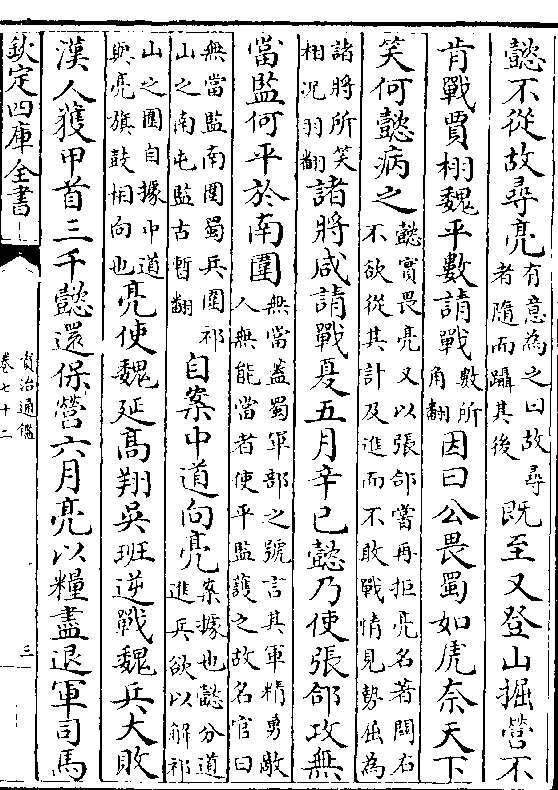 懿不從故尋亮有意為之曰故尋者隨而躡其後既至又登山掘營不
肯戰賈栩魏平數請戰數所角翻因曰公畏蜀如虎奈天下
笑何懿病之懿實畏亮又以張郃嘗再拒亮名著關右不欲從其計及進而不敢戰情見勢屈為
諸將所笑相況羽翻諸將咸請戰夏五月辛巳懿乃使張郃攻無
當監何平於南圍無當蓋蜀軍部之號言其軍精勇敵人無能當者使平監護之故名官曰
無當監南圍蜀兵圍祁山之南屯監古暫翻自案中道向亮案據也懿分道進兵欲以解祁
山之圍自據中道與亮旗鼓相向也亮使魏延高翔吳班逆戰魏兵大敗
漢人獲甲首三千懿還保營六月亮以糧盡退軍司馬
欽定四庫全書
資治通鑑
卷七十二
三